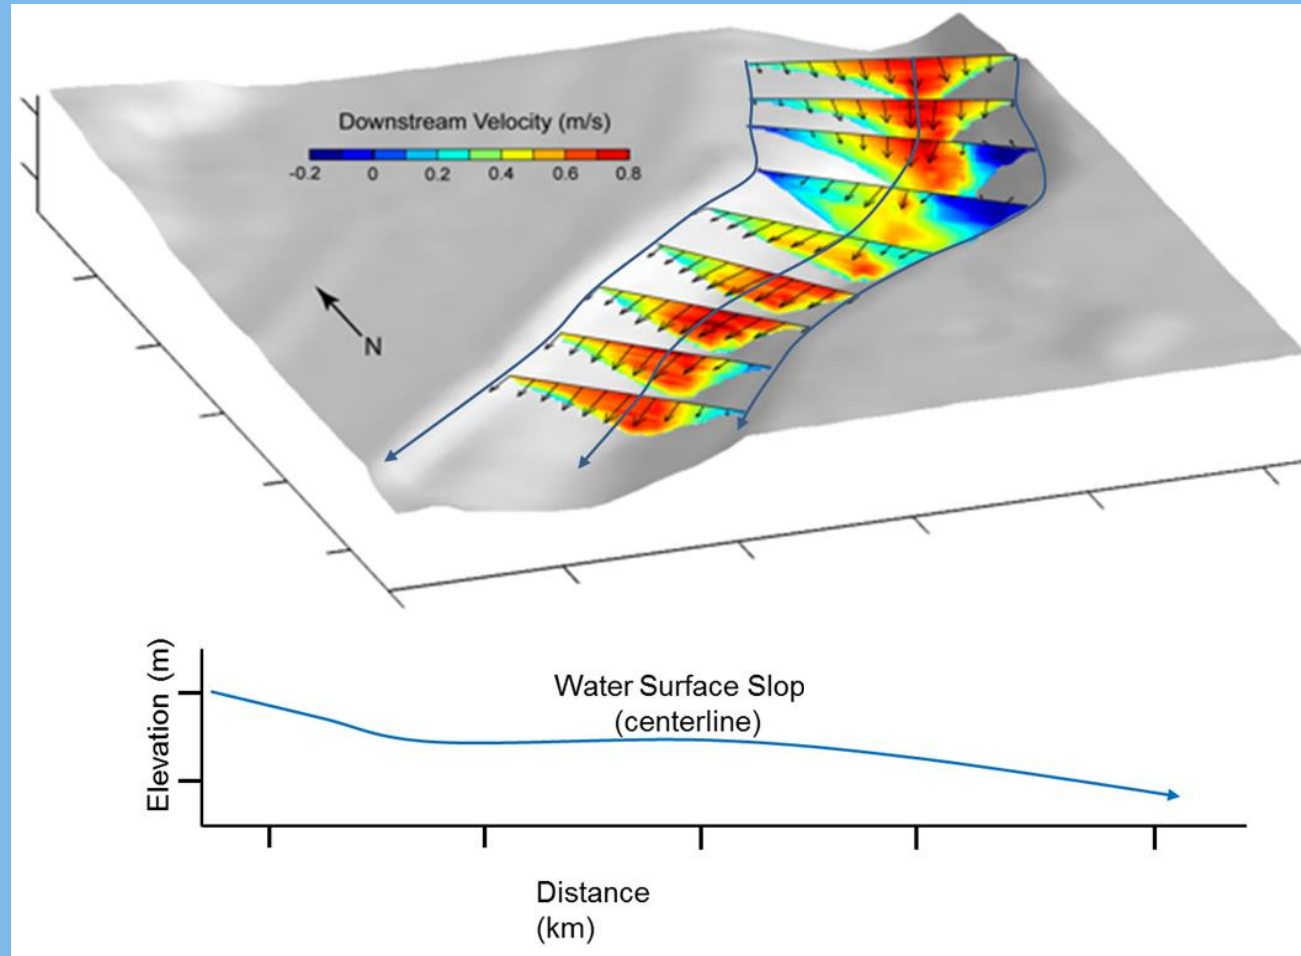 Downstream Velocity (m/s)
-0.2 0 0.2 0.4 0.6 0.8
N
Elevation (m)
Water Surface Slop
(centerline)
Distance
(km)